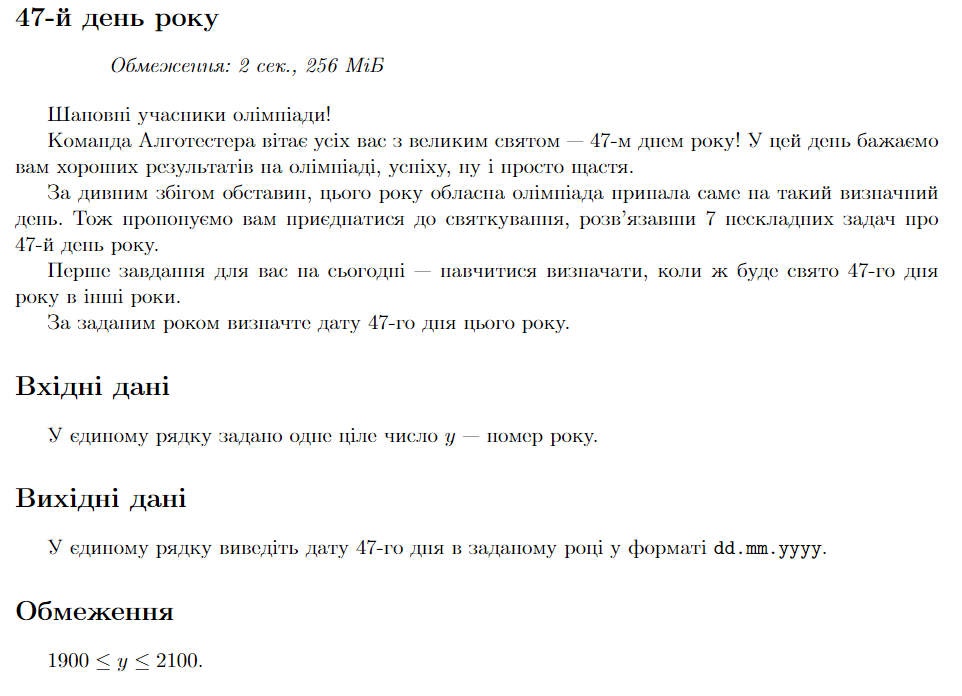 47-й день року
Обмеження: 2 сек., 256 МіБ
Шановні учасники олімпіади!
Команда Алготестера вітає усіх вас з великим святом — 47-м днем року! У цей день бажаємо
вам хороших результатів на олімпіаді, успіху, ну і просто щастя.
За дивним збігом обставин, цього року обласна олімпіада припала саме на такий визначний
день. Тож пропонуємо вам приєднатися до святкування, розв'язавши 7 нескладних задач про
47-й день року.
Перше завдання для вас на сьогодні — навчитися визначати, коли ж буде свято 47-го дня
року в інші роки.
За заданим роком визначте дату 47-го дня цього року.
Вхідні дані
У єдиному рядку задано одне ціле число y — номер року.
Вихідні дані
У єдиному рядку виведіть дату 47-го дня в заданому році у форматі dd.mm.yyyy.
Обмеження
1900 ≤ y ≤ 2100.